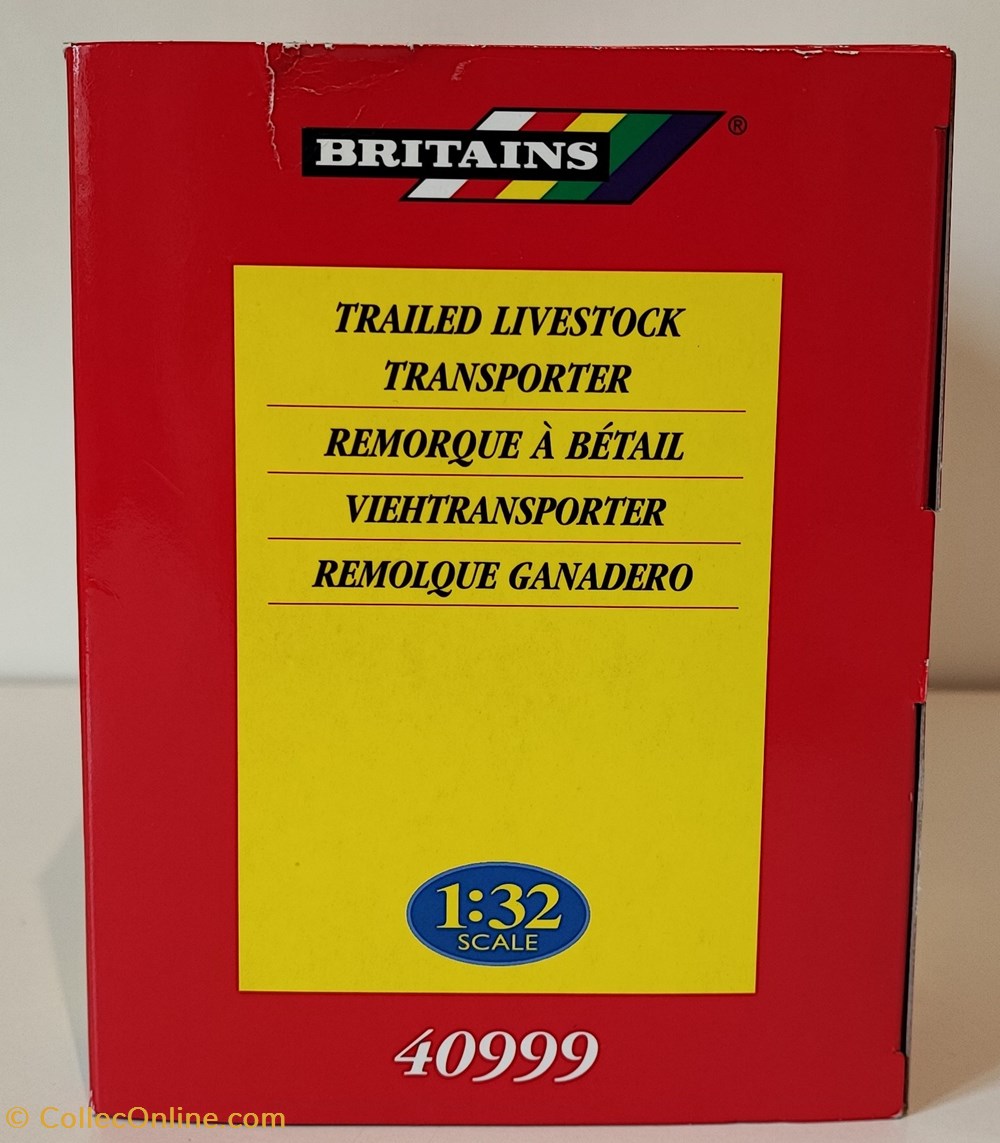 BRITAINS ®
TRAILED LIVESTOCK
TRANSPORTER
REMORQUE À BÉTAIL
VIEHTRANSPORTER
REMOLQUE GANADERO
1:32
SCALE
40999
© CollecOnline.com